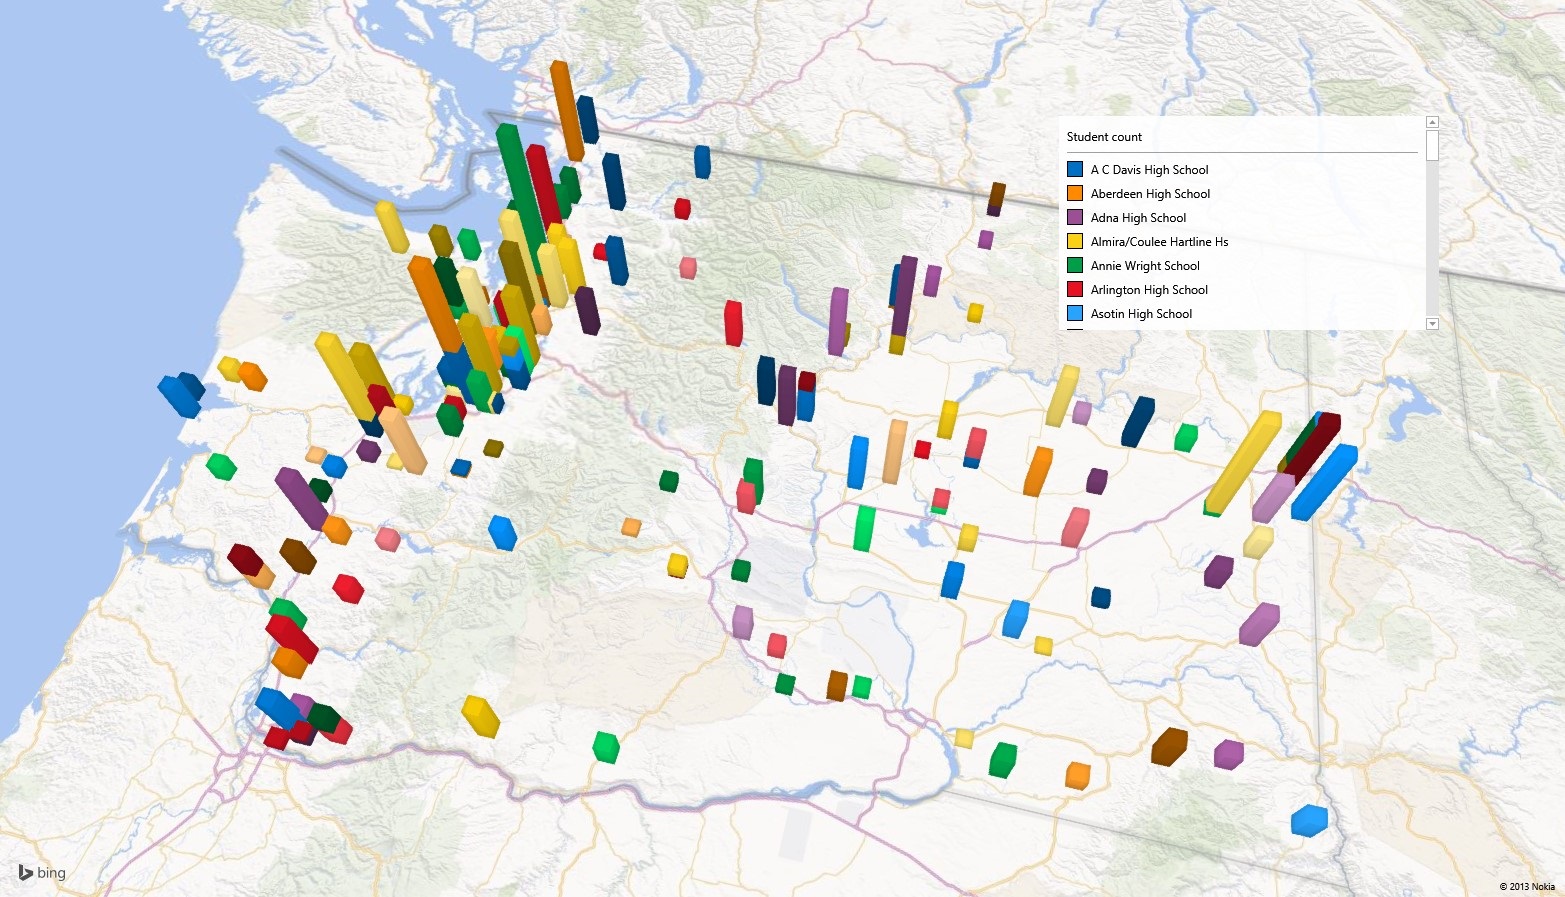 Student count
A C Davis High School
Aberdeen High School
Adna High School
Almira/Coulee Hartline Hs
Annie Wright School
Arlington High School
Asotin High School
bing
© 2013 Nokia